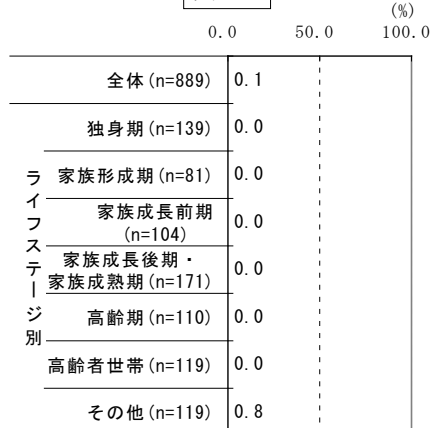 (%)
0.0 50.0 100.0
全体(n=889) 0.1
ライフステージ別
独身期(n=139) 0.0
家族形成期(n=81) 0.0
家族成長前期
(n=104) 0.0
家族成長後期・
家族成熟期(n=171) 0.0
高齢期(n=110) 0.0
高齢者世帯(n=119) 0.0
その他(n=119) 0.8